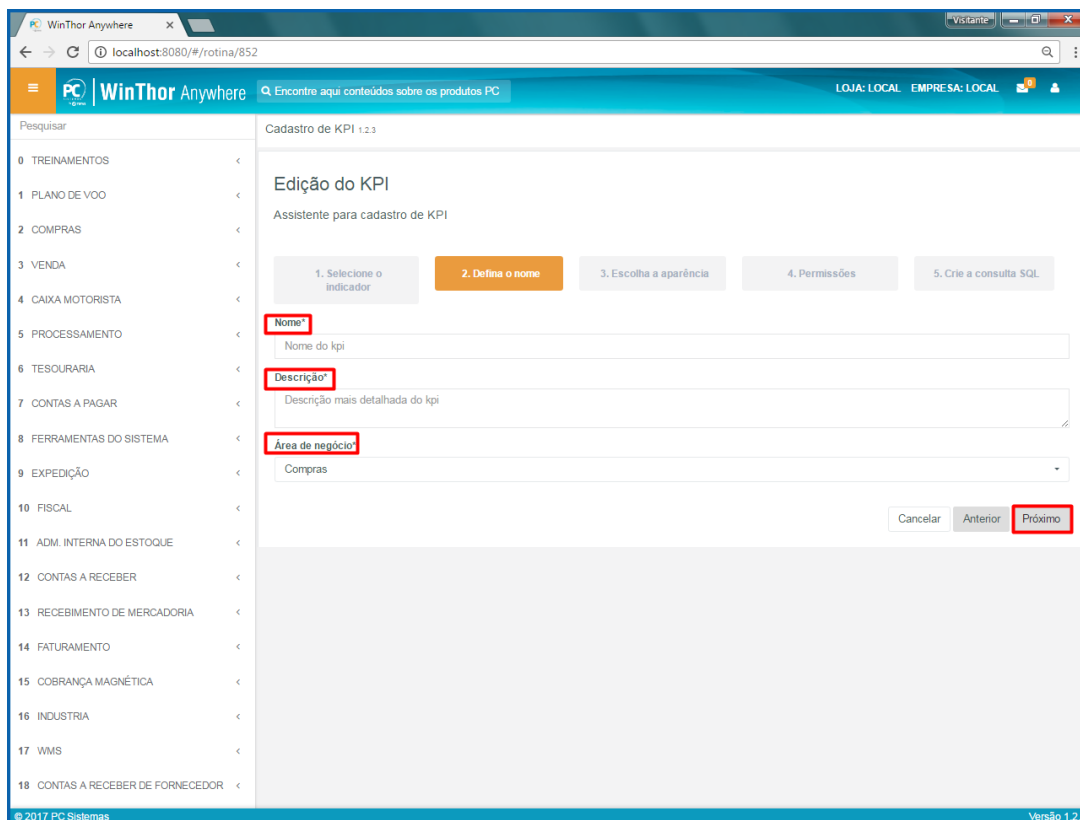 WinThor Anywhere
Visitante
localhost:8080/#/rotina/852
PC WinThor Anywhere
Encontre aqui conteúdos sobre os produtos PC
LOJA: LOCAL EMPRESA: LOCAL
0
Pesquisar
0 TREINAMENTOS
1 PLANO DE VOO
2 COMPRAS
3 VENDA
4 CAIXA MOTORISTA
5 PROCESSAMENTO
6 TESOURARIA
7 CONTAS A PAGAR
8 FERRAMENTAS DO SISTEMA
9 EXPEDIÇÃO
10 FISCAL
11 ADM. INTERNA DO ESTOQUE
12 CONTAS A RECEBER
13 RECEBIMENTO DE MERCADORIA
14 FATURAMENTO
15 COBRANÇA MAGNÉTICA
16 INDUSTRIA
17 WMS
18 CONTAS A RECEBER DE FORNECEDOR
Cadastro de KPI 1.2.3
Edição do KPI
Assistente para cadastro de KPI
1. Selecione o
indicador
2. Defina o nome
3. Escolha a aparência
4. Permissões
5. Crie a consulta SQL
Nome*
Nome do kpi
Descrição*
Descrição mais detalhada do kpi
Área de negócio*
Compras
Cancelar
Anterior
Próximo
© 2017 PC Sistemas
Versão 1.2